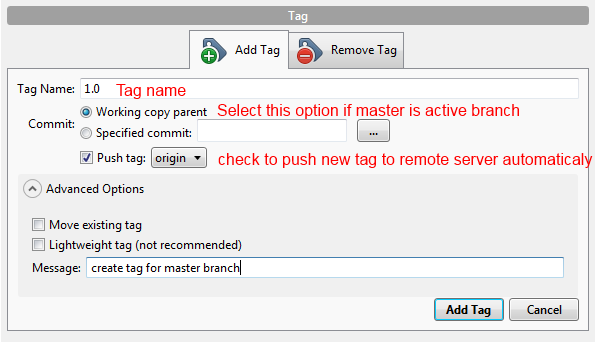 Tag
Add Tag Remove Tag
Tag Name: 1.0 Tag name
Commit: Working copy parent Select this option if master is active branch
Specified commit: ...
Push tag: origin check to push new tag to remote server automaticaly
Advanced Options
Move existing tag
Lightweight tag (not recommended)
Message: create tag for master branch
Add Tag Cancel